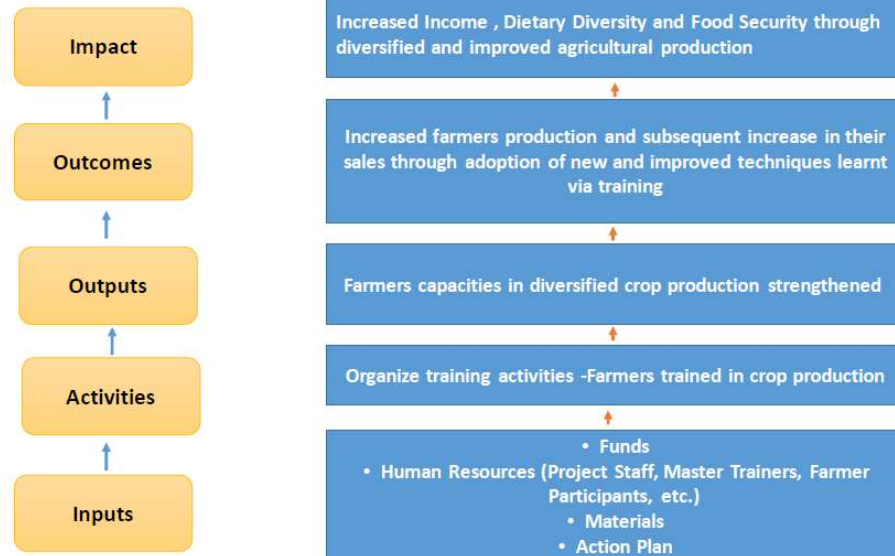 Impact
Increased Income , Dietary Diversity and Food Security through
diversified and improved agricultural production
Outcomes
Increased farmers production and subsequent increase in their
sales through adoption of new and improved techniques learnt
via training
Outputs
Farmers capacities in diversified crop production strengthened
Activities
Organize training activities -Farmers trained in crop production
Inputs
• Funds
• Human Resources (Project Staff, Master Trainers, Farmer
Participants, etc.)
• Materials
• Action Plan